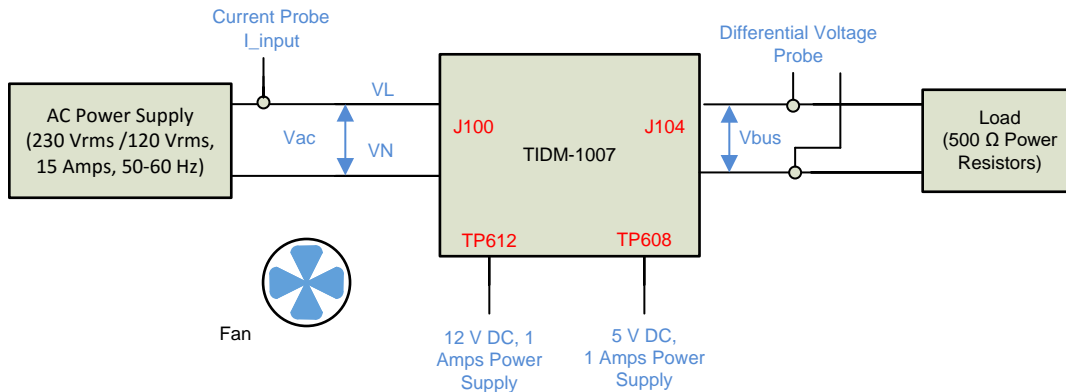 Current Probe
I_input
Differential Voltage
Probe
AC Power Supply
(230 Vrms /120 Vrms,
15 Amps, 50-60 Hz)
VL
Vac
VN
J100
J104
TIDM-1007
TP612
TP608
Vbus
Load
(500 Ω Power
Resistors)
Fan
12 V DC, 1
Amps Power
Supply
5 V DC,
1 Amps Power
Supply